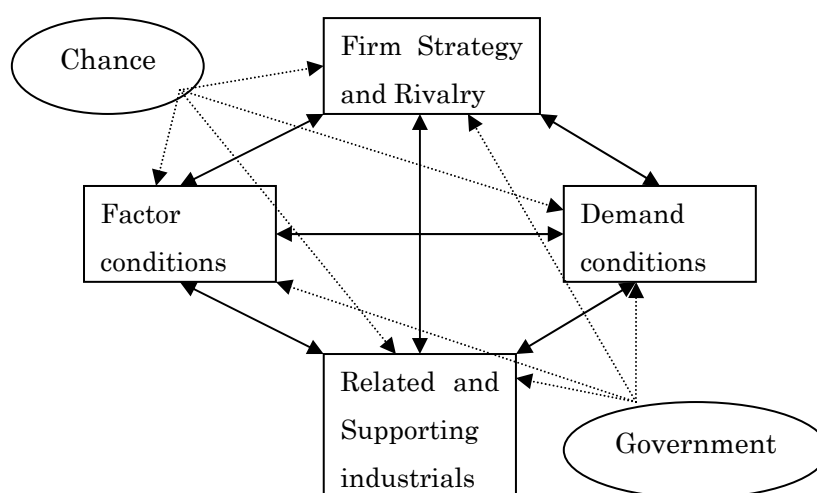 Chance
Firm Strategy
and Rivalry
Factor
conditions
Demand
conditions
Related and
Supporting
industrials
Government